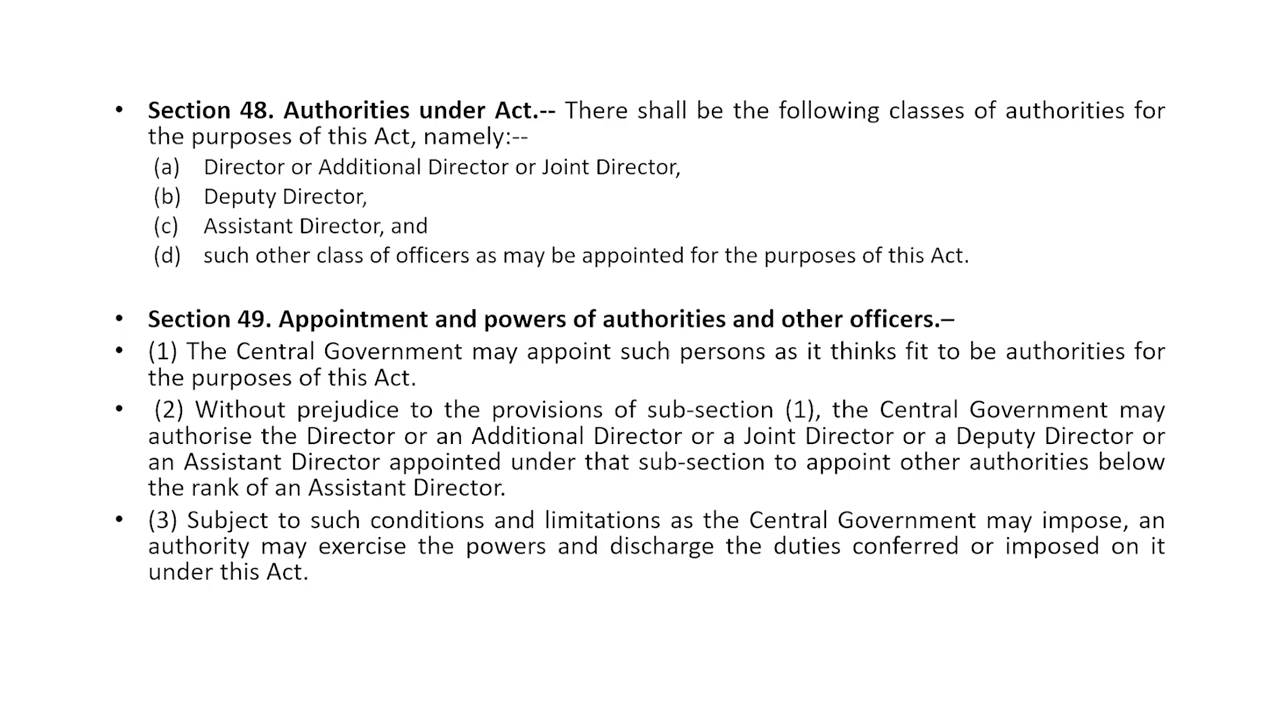 • Section 48. Authorities under Act.-- There shall be the following classes of authorities for
the purposes of this Act, namely:--
(a) Director or Additional Director or Joint Director,
(b) Deputy Director,
(c) Assistant Director, and
(d) such other class of officers as may be appointed for the purposes of this Act.
• Section 49. Appointment and powers of authorities and other officers.–
• (1) The Central Government may appoint such persons as it thinks fit to be authorities for
the purposes of this Act.
• (2) Without prejudice to the provisions of sub-section (1), the Central Government may
authorise the Director or an Additional Director or a Joint Director or a Deputy Director or
an Assistant Director appointed under that sub-section to appoint other authorities below
the rank of an Assistant Director.
• (3) Subject to such conditions and limitations as the Central Government may impose, an
authority may exercise the powers and discharge the duties conferred or imposed on it
under this Act.